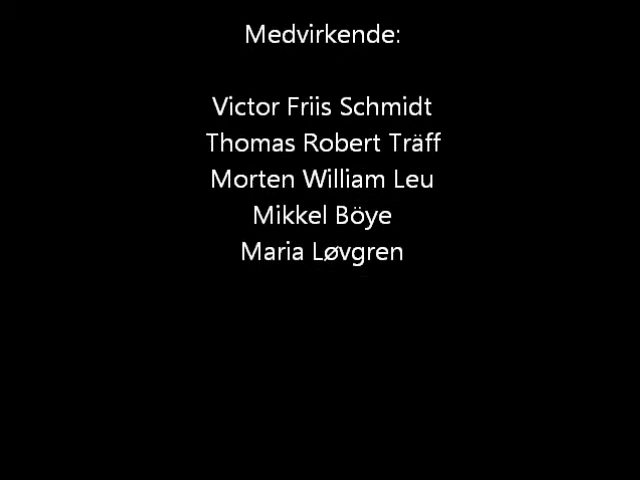 Medvirkende:
Victor Friis Schmidt
Thomas Robert Träff
Morten William Leu
Mikkel Böye
Maria Løvgren